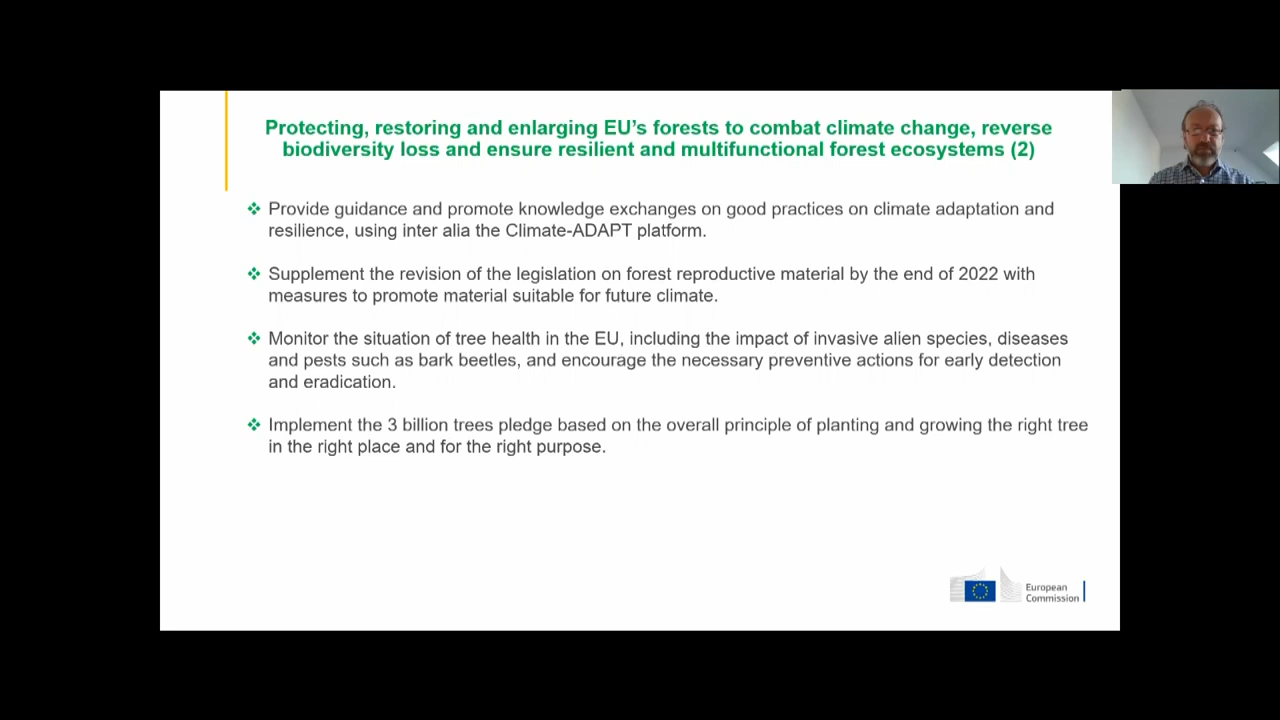 Protecting, restoring and enlarging EU's forests to combat climate change, reverse
biodiversity loss and ensure resilient and multifunctional forest ecosystems (2)
Provide guidance and promote knowledge exchanges on good practices on climate adaptation and
resilience, using inter alia the Climate-ADAPT platform.
Supplement the revision of the legislation on forest reproductive material by the end of 2022 with
measures to promote material suitable for future climate.
Monitor the situation of tree health in the EU, including the impact of invasive alien species, diseases
and pests such as bark beetles, and encourage the necessary preventive actions for early detection
and eradication.
Implement the 3 billion trees pledge based on the overall principle of planting and growing the right tree
in the right place and for the right purpose.
European
Commission